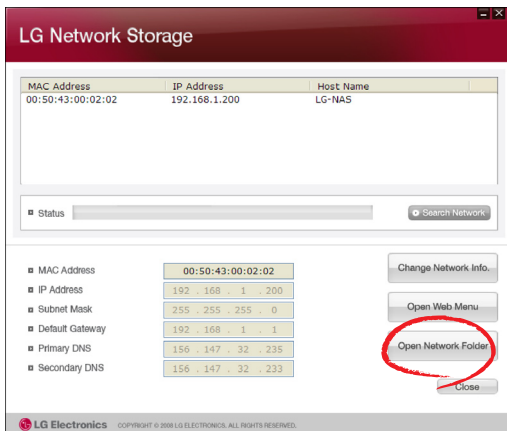 LG Network Storage
MAC Address IP Address Host Name
00:50:43:00:02:02 192.168.1.200 LG-NAS
Status Search Network
MAC Address 00:50:43:00:02:02
IP Address 192 . 168 . 1 . 200
Subnet Mask 255 . 255 . 255 . 0
Default Gateway 192 . 168 . 1 . 1
Primary DNS 156 . 147 . 32 . 235
Secondary DNS 156 . 147 . 32 . 233
Change Network Info.
Open Web Menu
Open Network Folder
Close
LG Electronics COPYRIGHT © 2008 LG ELECTRONICS. ALL RIGHTS RESERVED.